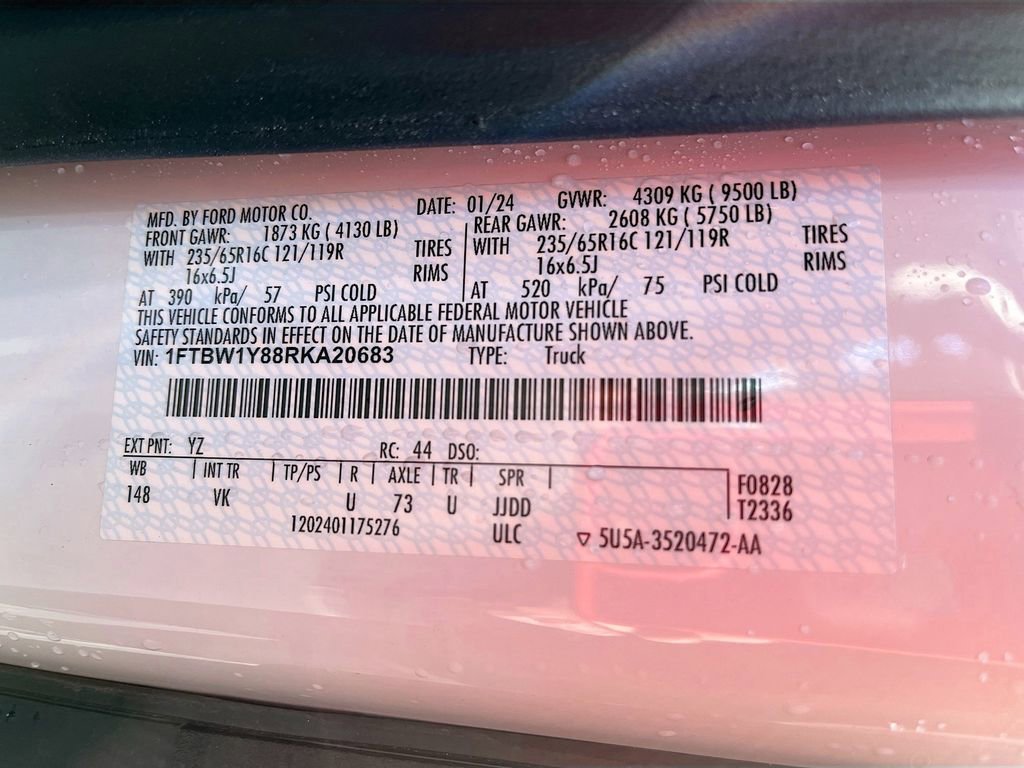 MFD. BY FORD MOTOR CO. DATE: 01/24 GVWR: 4309 KG ( 9500 LB)
FRONT GAWR: 1873 KG ( 4130 LB) REAR GAWR: 2608 KG ( 5750 LB)
WITH 235/65R16C 121/119R TIRES WITH 235/65R16C 121/119R TIRES
16x6.5J RIMS 16x6.5J RIMS
AT 390 kPa/ 57 PSI COLD AT 520 kPa/ 75 PSI COLD
THIS VEHICLE CONFORMS TO ALL APPLICABLE FEDERAL MOTOR VEHICLE
SAFETY STANDARDS IN EFFECT ON THE DATE OF MANUFACTURE SHOWN ABOVE.
VIN: 1FTBW1Y88RKA20683 TYPE: Truck
EXT PNT: YZ RC: 44 DSO:
WB INT TR TP/PS R AXLE TR SPR F0828
148 VK U 73 U JJDD T2336
1202401175276 ULC 5U5A-3520472-AA